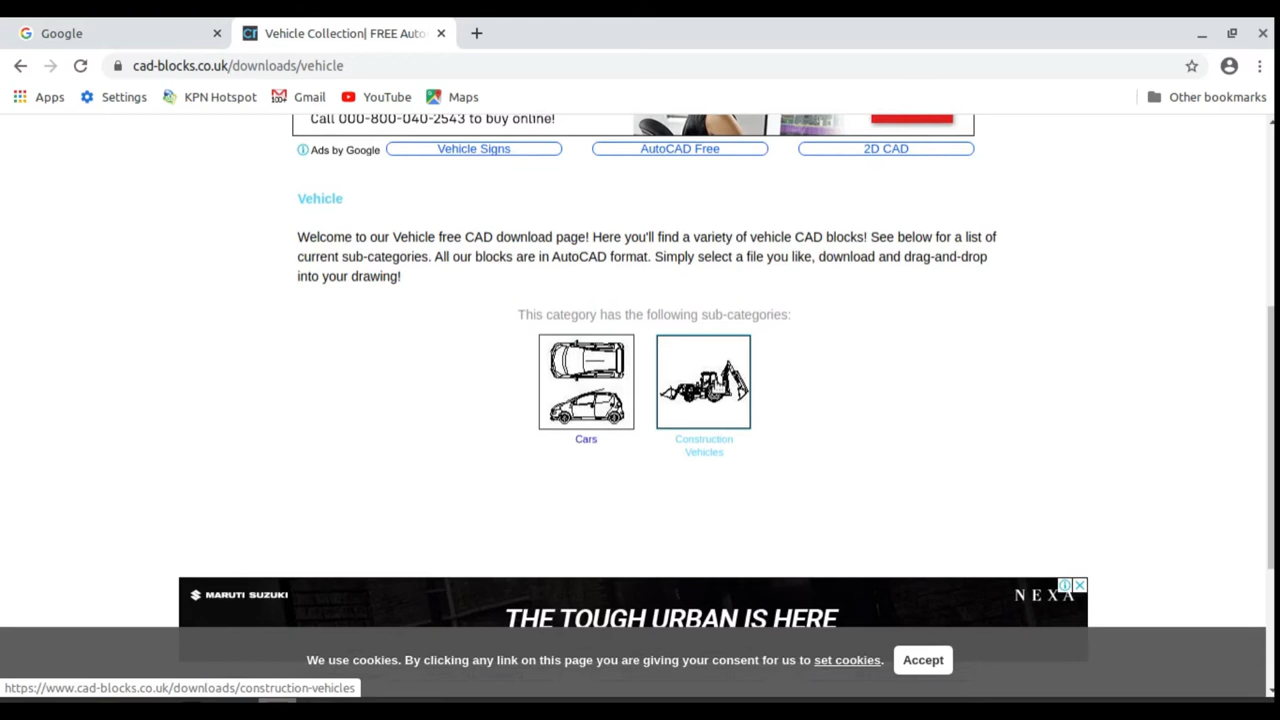 Google
Vehicle Collection| FREE Auto
cad-blocks.co.uk/downloads/vehicle
Apps
Settings
KPN Hotspot
100+
Gmail
YouTube
Maps
Other bookmarks
Call 000-800-040-2543 to buy online!
Ads by Google
Vehicle Signs
AutoCAD Free
2D CAD
Vehicle
Welcome to our Vehicle free CAD download page! Here you'll find a variety of vehicle CAD blocks! See below for a list of
current sub-categories. All our blocks are in AutoCAD format. Simply select a file you like, download and drag-and-drop
into your drawing!
This category has the following sub-categories:
Cars
Construction
Vehicles
MARUTI SUZUKI
NEXA
THE TOUGH URBAN IS HERE
We use cookies. By clicking any link on this page you are giving your consent for us to set cookies.
Accept
https://www.cad-blocks.co.uk/downloads/construction-vehicles